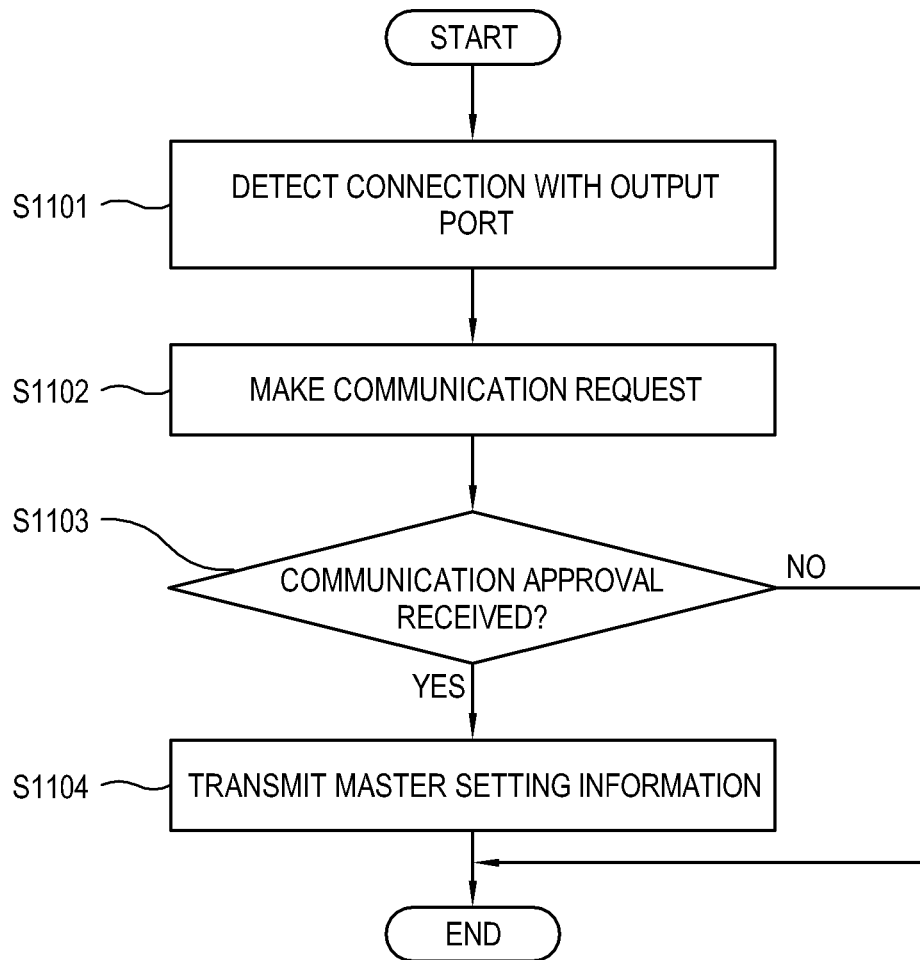 START
S1101
DETECT CONNECTION WITH OUTPUT
PORT
S1102
MAKE COMMUNICATION REQUEST
S1103
COMMUNICATION APPROVAL
RECEIVED?
NO
YES
S1104
TRANSMIT MASTER SETTING INFORMATION
END